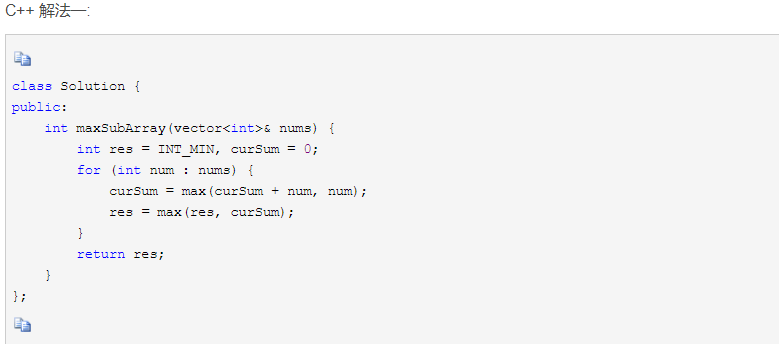 C++ 解法一:
class Solution {
public:
    int maxSubArray(vector<int>& nums) {
        int res = INT_MIN, curSum = 0;
        for (int num : nums) {
            curSum = max(curSum + num, num);
            res = max(res, curSum);
        }
        return res;
    }
};